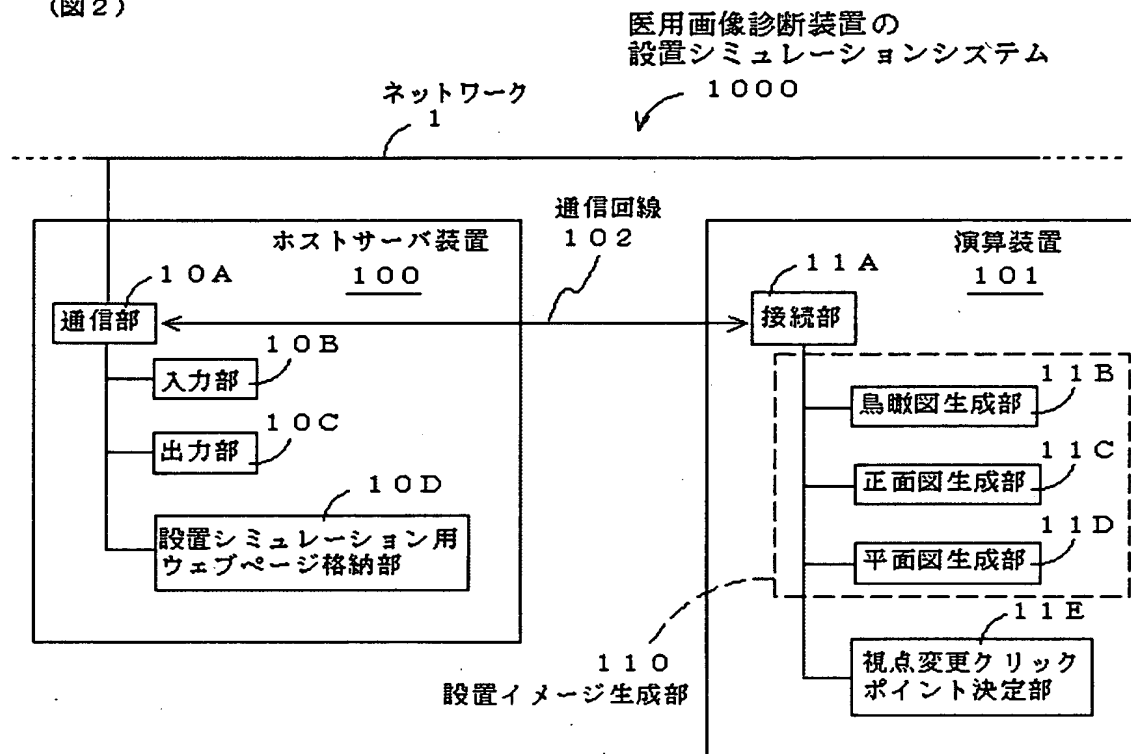 (図2)
医用画像診断装置の
設置シミュレーションシステム
1000
ネットワーク
1
通信回線
102
ホストサーバ装置
100
演算装置
101
10A
11A
通信部
接続部
10B
入力部
11B
鳥瞰図生成部
10C
出力部
11C
正面図生成部
10D
設置シミュレーション用
ウェブページ格納部
11D
平面図生成部
11E
視点変更クリック
ポイント決定部
110
設置イメージ生成部